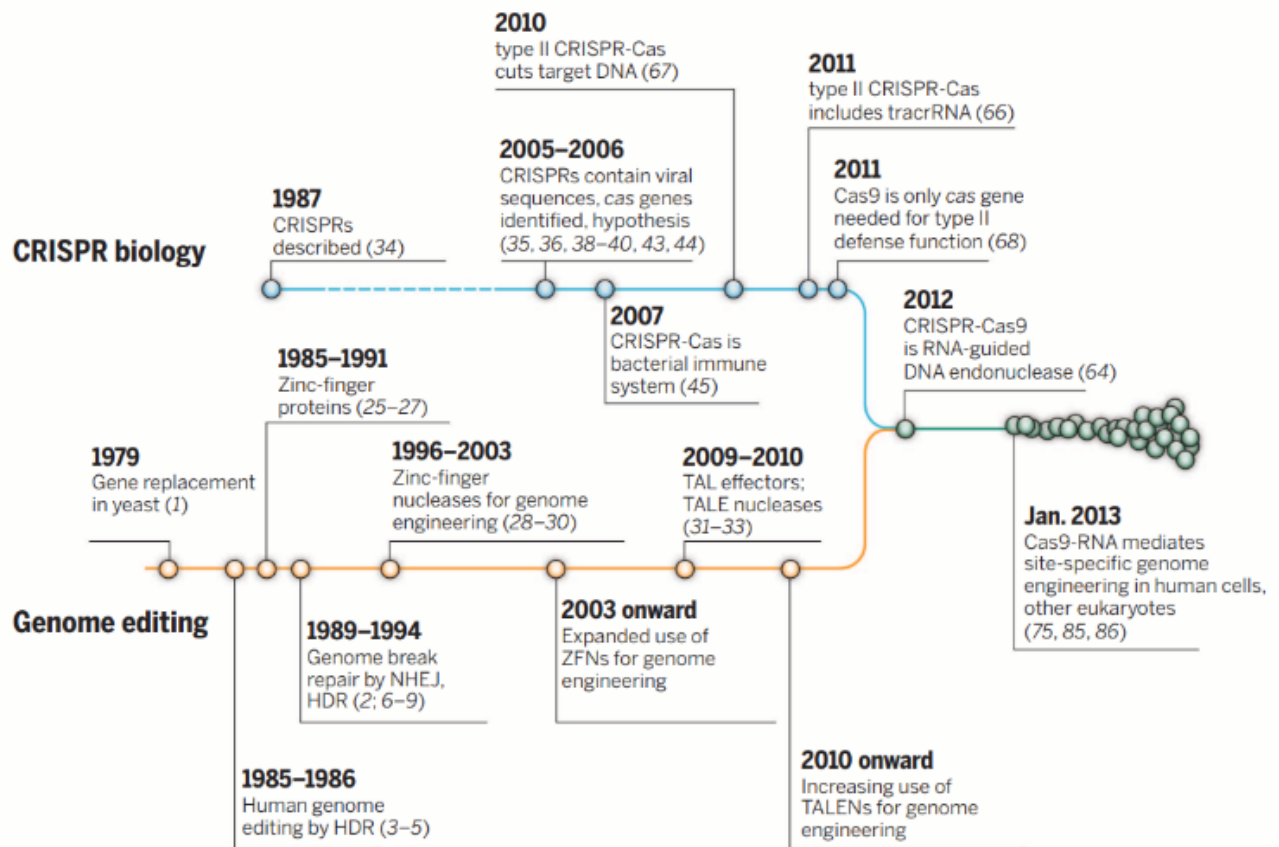 2010
type II CRISPR-Cas
cuts target DNA (67)
2011
type II CRISPR-Cas
includes tracrRNA (66)
2005–2006
CRISPRs contain viral
sequences, cas genes
identified, hypothesis
(35, 36, 38–40, 43, 44)
2011
Cas9 is only cas gene
needed for type II
defense function (68)
1987
CRISPRs
described (34)
CRISPR biology
2007
CRISPR-Cas is
bacterial immune
system (45)
2012
CRISPR-Cas9
is RNA-guided
DNA endonuclease (64)
1985–1991
Zinc-finger
proteins (25–27)
1979
Gene replacement
in yeast (1)
1996–2003
Zinc-finger
nucleases for genome
engineering (28–30)
2009–2010
TAL effectors;
TALE nucleases
(31–33)
Jan. 2013
Cas9-RNA mediates
site-specific genome
engineering in human cells,
other eukaryotes
(75, 85, 86)
Genome editing
1989–1994
Genome break
repair by NHEJ,
HDR (2; 6–9)
2003 onward
Expanded use of
ZFNs for genome
engineering
1985–1986
Human genome
editing by HDR (3–5)
2010 onward
Increasing use of
TALENs for genome
engineering